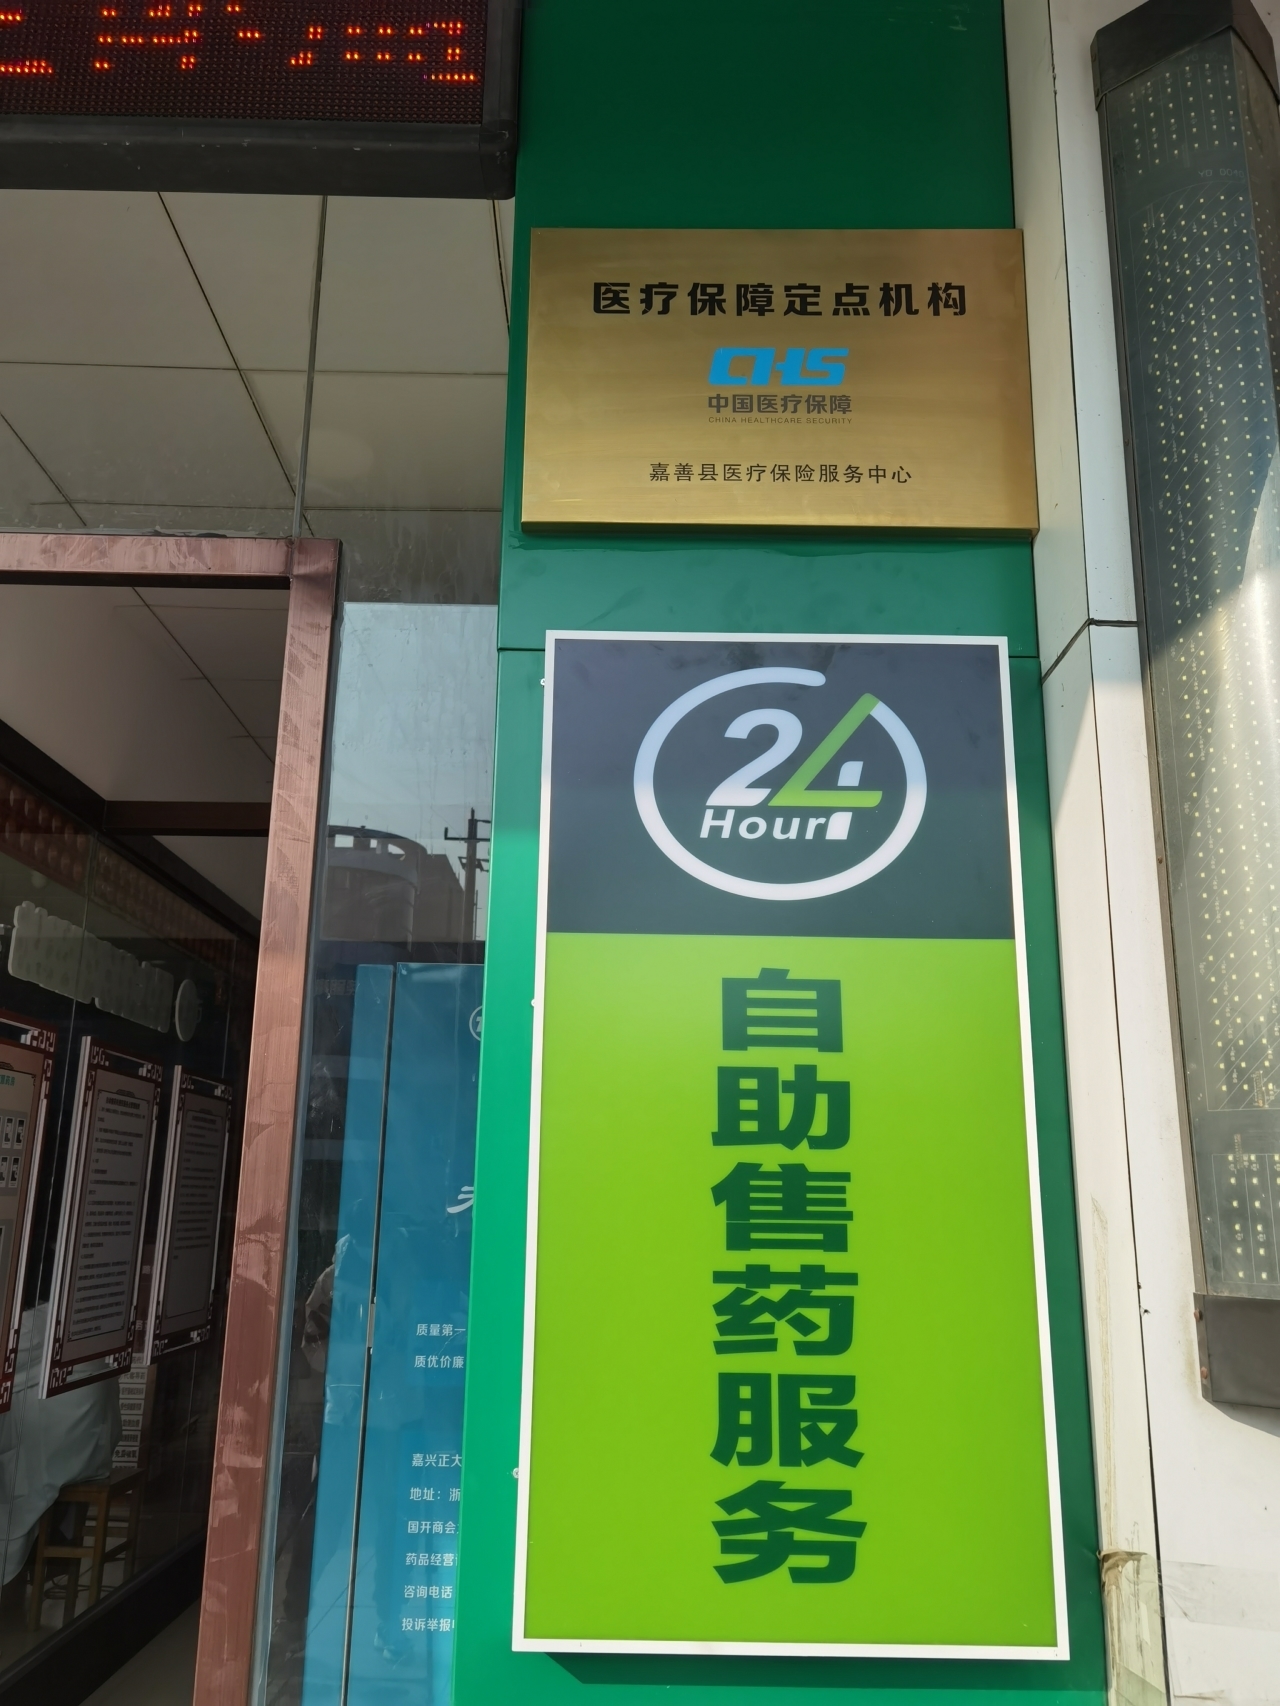 医疗保障定点机构
CHS
中国医疗保障
CHINA HEALTHCARE SECURITY
嘉善县医疗保险服务中心
24
Hour
自助售药服务
质量第一
质优价廉
嘉兴正大
地址：浙
国开商会
药品经营
咨询电话
投诉举报